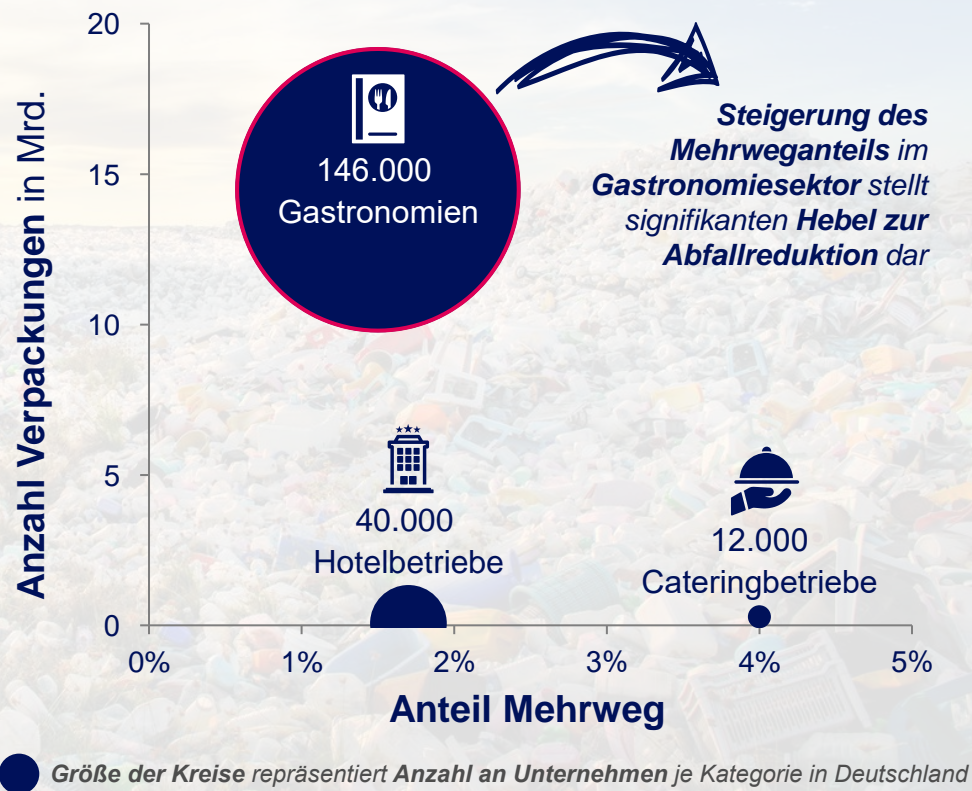 20
15
10
5
0
Anzahl Verpackungen in Mrd.
146.000
Gastronomien
Steigerung des
Mehrweganteils im
Gastronomiesektor stellt
signifikanten Hebel zur
Abfallreduktion dar
40.000
Hotelbetriebe
12.000
Cateringbetriebe
0%
1%
2%
3%
4%
5%
Anteil Mehrweg
Größe der Kreise repräsentiert Anzahl an Unternehmen je Kategorie in Deutschland